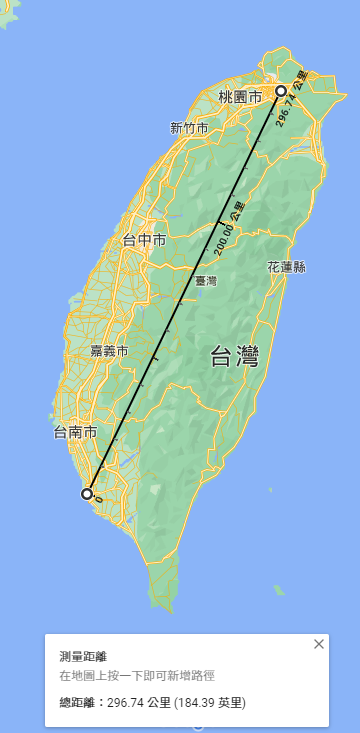 桃園市
296.74 公里
新竹市
200.00 公里
台中市
花蓮縣
臺灣
嘉義市
台灣
台南市
0
測量距離
在地圖上按一下即可新增路徑
總距離：296.74 公里 (184.39 英里)